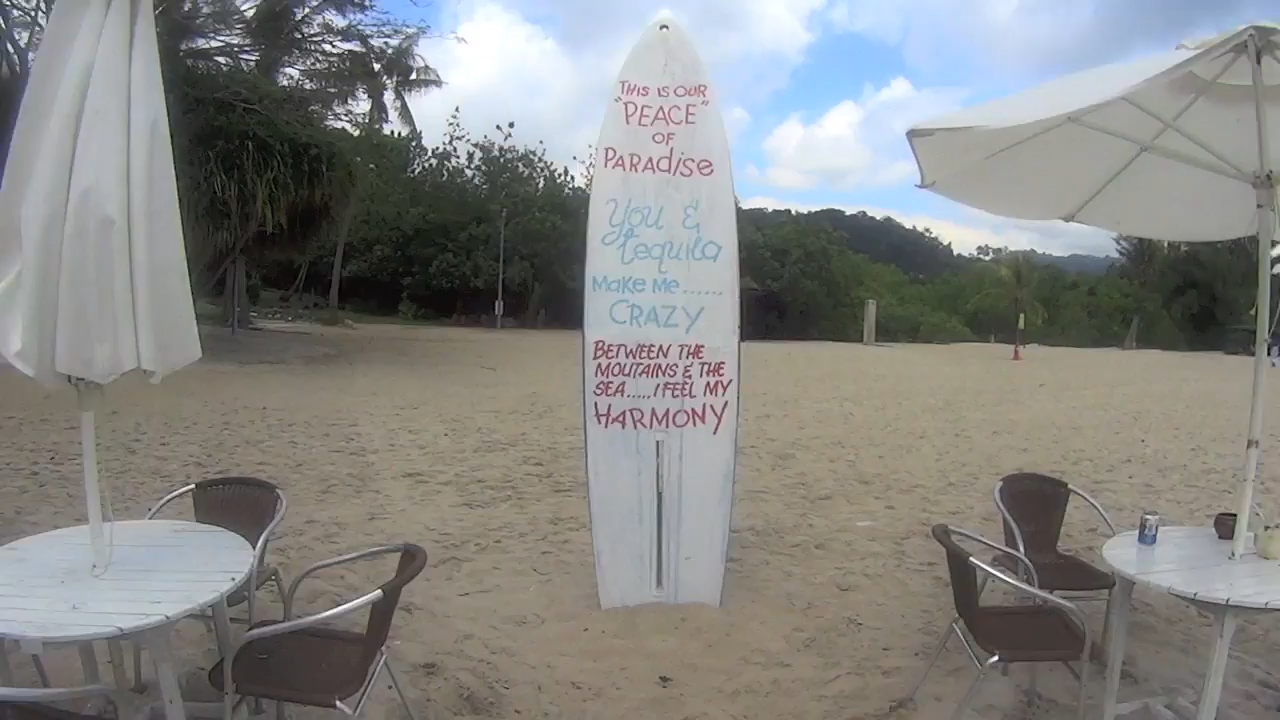 THIS IS OUR
"PEACE"
OF
PARADISE
You &
tequila
MAKE ME......
CRAZY
BETWEEN THE
MOUTAINS & THE
SEA.....I FEEL MY
HARMONY